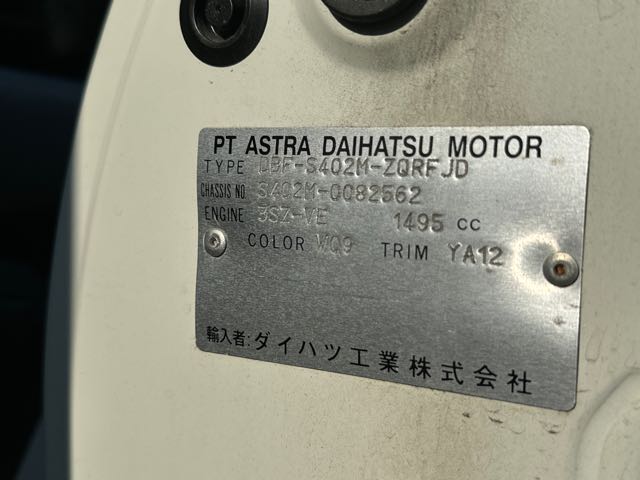 PT ASTRA DAIHATSU MOTOR
TYPE DBF-S402M-ZQRFJD
CHASSIS NO. S402M-0082562
ENGINE 3SZ-VE 1495 cc
COLOR W09 TRIM YA12
輸入者:ダイハツ工業株式会社